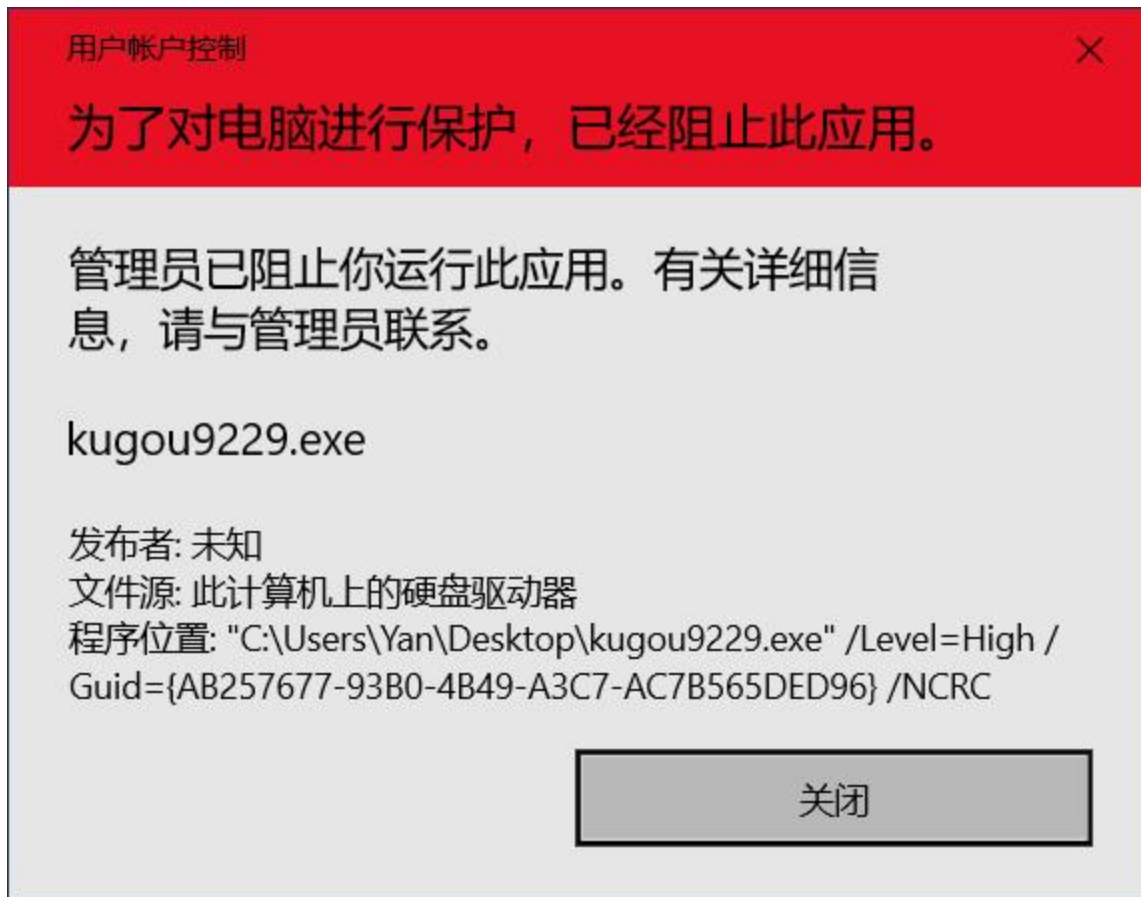 用户帐户控制
为了对电脑进行保护，已经阻止此应用。
管理员已阻止你运行此应用。有关详细信
息，请与管理员联系。
kugou9229.exe
发布者: 未知
文件源: 此计算机上的硬盘驱动器
程序位置: "C:\Users\Yan\Desktop\kugou9229.exe" /Level=High /
Guid={AB257677-93B0-4B49-A3C7-AC7B565DED96} /NCRC
关闭